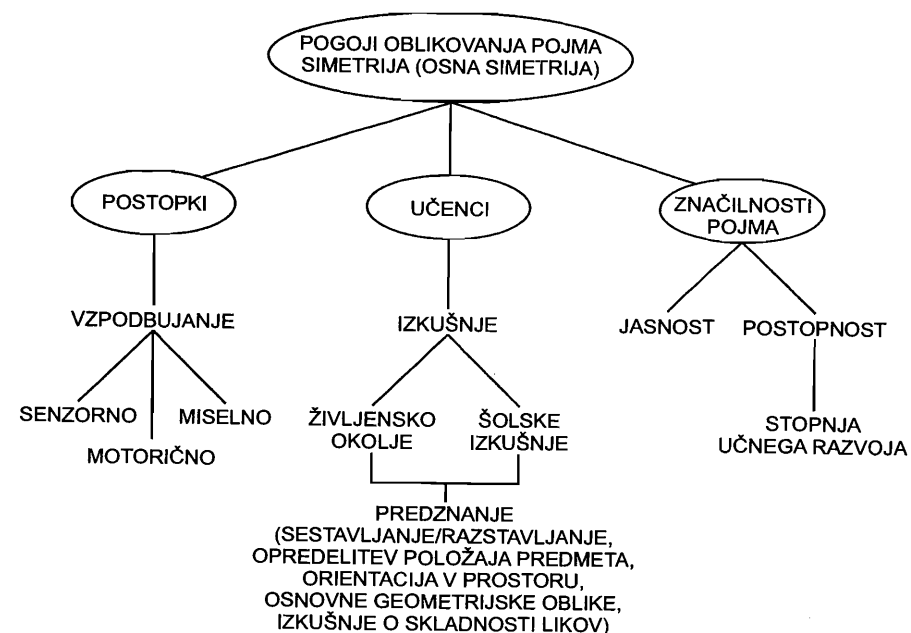 POGOJI OBLIKOVANJA POJMA
SIMETRIJA (OSNA SIMETRIJA)
POSTOPKI
UČENCI
ZNAČILNOSTI
POJMA
VZPODBUJANJE
IZKUŠNJE
JASNOST
POSTOPNOST
SENZORNO
MISELNO
MOTORIČNO
ŽIVLJENSKO
OKOLJE
ŠOLSKE
IZKUŠNJE
STOPNJA
UČNEGA RAZVOJA
PREDZNANJE
(SESTAVLJANJE/RAZSTAVLJANJE,
OPREDELITEV POLOŽAJA PREDMETA,
ORIENTACIJA V PROSTORU,
OSNOVNE GEOMETRIJSKE OBLIKE,
IZKUŠNJE O SKLADNOSTI LIKOV)